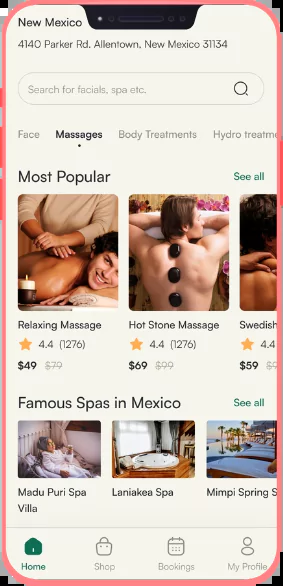 New Mexico
4140 Parker Rd. Allentown, New Mexico 31134
Search for facials, spa etc.
Face Massages Body Treatments Hydro treatme
Most Popular See all
Relaxing Massage Hot Stone Massage Swedish
4.4 (1276) 4.4 (1276) 4.4
$49 $79 $69 $99 $59 $9
Famous Spas in Mexico See all
Madu Puri Spa Villa Laniakea Spa Mimpi Spring S
Home Shop Bookings My Profile